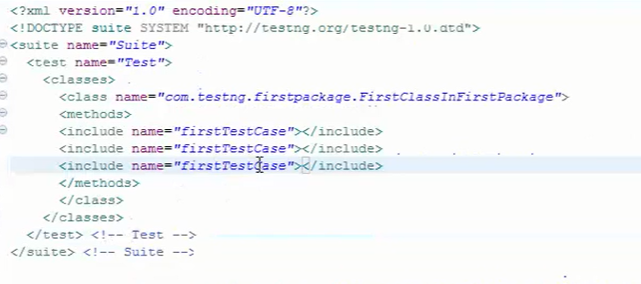 <?xml version="1.0" encoding="UTF-8"?>
<!DOCTYPE suite SYSTEM "http://testng.org/testng-1.0.dtd">
<suite name="Suite">
<test name="Test">
<classes>
<class name="com.testng.firstpackage.FirstClassInFirstPackage">
<methods>
<include name="firstTestCase"></include>
<include name="firstTestCase"></include>
<include name="firstTestCase"></include>
</methods>
</class>
</classes>
</test> <!-- Test -->
</suite> <!-- Suite -->